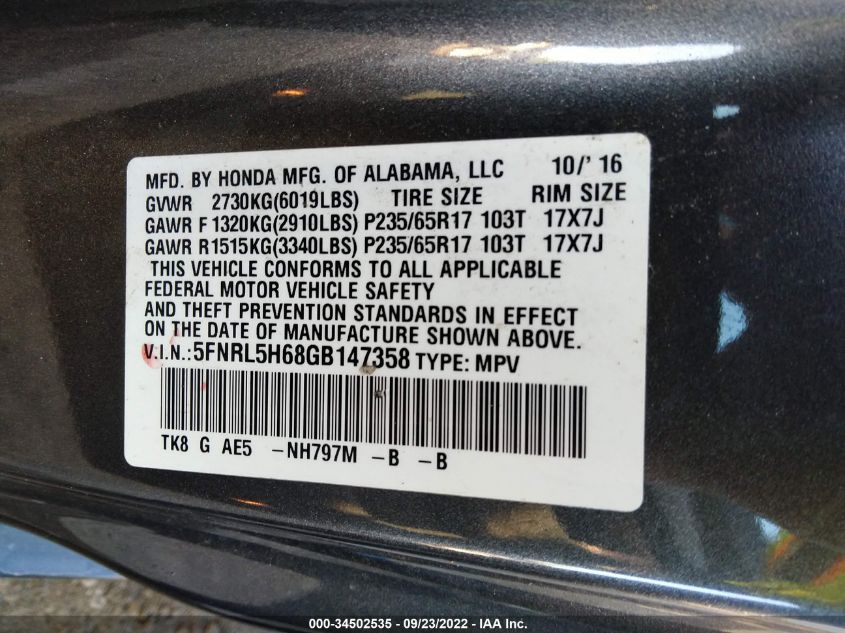 MFD. BY HONDA MFG. OF ALABAMA, LLC 10/' 16
GVWR 2730KG(6019LBS) TIRE SIZE RIM SIZE
GAWR F 1320KG(2910LBS) P235/65R17 103T 17X7J
GAWR R1515KG(3340LBS) P235/65R17 103T 17X7J
THIS VEHICLE CONFORMS TO ALL APPLICABLE
FEDERAL MOTOR VEHICLE SAFETY
AND THEFT PREVENTION STANDARDS IN EFFECT
ON THE DATE OF MANUFACTURE SHOWN ABOVE.
V.I.N.:5FNRL5H68GB147358 TYPE: MPV
TK8 G AE5 -NH797M -B -B
000-34502535 - 09/23/2022 - IAA Inc.